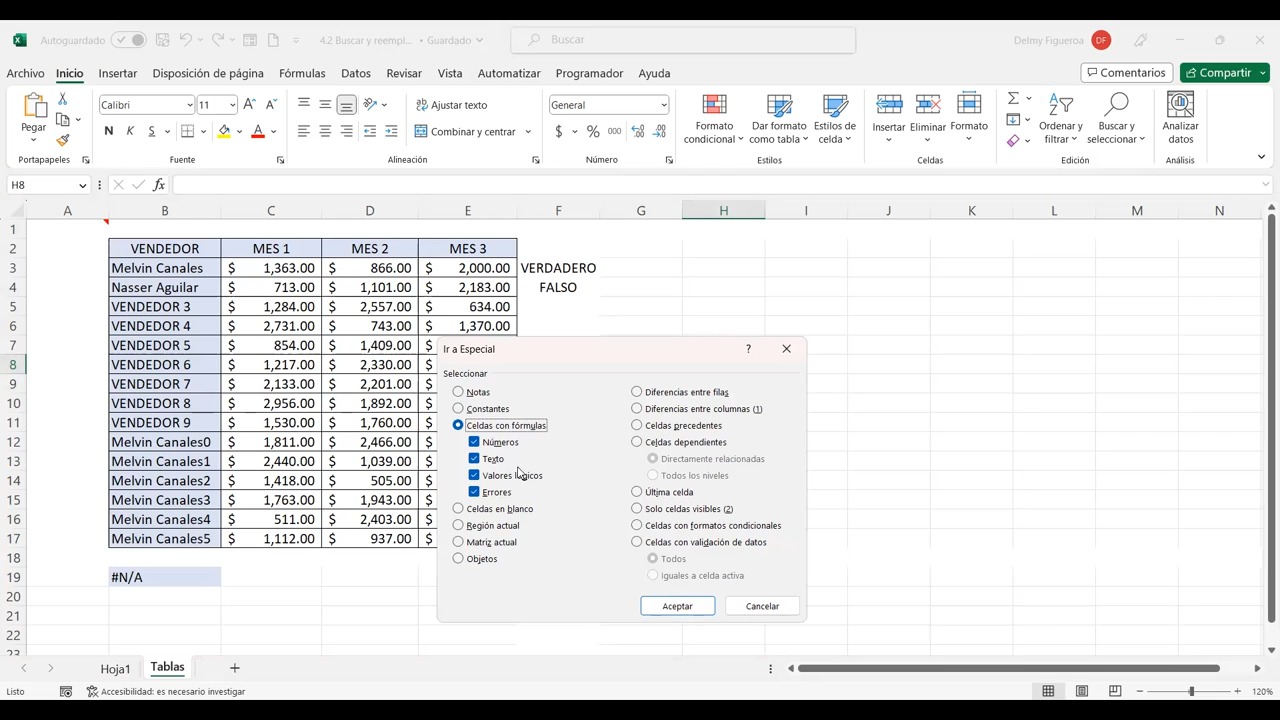 Autoguardado
4.2 Buscar y reempl... • Guardado
Buscar
Delmy Figueroa DF
Archivo Inicio Insertar Disposición de página Fórmulas Datos Revisar Vista Automatizar Programador Ayuda
Comentarios Compartir
Pegar
Calibri 11
N K S A
Ajustar texto
Combinar y centrar
General
$ % 000
Formato condicional
Dar formato como tabla
Estilos de celda
Insertar Eliminar Formato
Ordenar y filtrar
Buscar y seleccionar
Analizar datos
Portapapeles Fuente Alineación Número Estilos Celdas Edición Análisis
H8 fx
A B C D E F G H I J K L M N
1
2 VENDEDOR MES 1 MES 2 MES 3
3 Melvin Canales $ 1,363.00 $ 866.00 $ 2,000.00 VERDADERO
4 Nasser Aguilar $ 713.00 $ 1,101.00 $ 2,183.00 FALSO
5 VENDEDOR 3 $ 1,284.00 $ 2,557.00 $ 634.00
6 VENDEDOR 4 $ 2,731.00 $ 743.00 $ 1,370.00
7 VENDEDOR 5 $ 854.00 $ 1,409.00 $
8 VENDEDOR 6 $ 1,217.00 $ 2,330.00 $
9 VENDEDOR 7 $ 2,133.00 $ 2,201.00 $
10 VENDEDOR 8 $ 2,956.00 $ 1,892.00 $
11 VENDEDOR 9 $ 1,530.00 $ 1,760.00 $
12 Melvin Canales0 $ 1,811.00 $ 2,466.00 $
13 Melvin Canales1 $ 2,440.00 $ 1,039.00 $
14 Melvin Canales2 $ 1,418.00 $ 505.00 $
15 Melvin Canales3 $ 1,763.00 $ 1,943.00 $
16 Melvin Canales4 $ 511.00 $ 2,403.00 $
17 Melvin Canales5 $ 1,112.00 $ 937.00 $
18
19 #N/A
20
21
22
23
Ir a Especial ?
Seleccionar
Notas
Constantes
Celdas con fórmulas
Números
Texto
Valores lógicos
Errores
Celdas en blanco
Región actual
Matriz actual
Objetos
Diferencias entre filas
Diferencias entre columnas (1)
Celdas precedentes
Celdas dependientes
Directamente relacionadas
Todos los niveles
Última celda
Solo celdas visibles (2)
Celdas con formatos condicionales
Celdas con validación de datos
Todos
Iguales a celda activa
Aceptar Cancelar
Hoja1 Tablas
Listo
Accesibilidad: es necesario investigar
120%